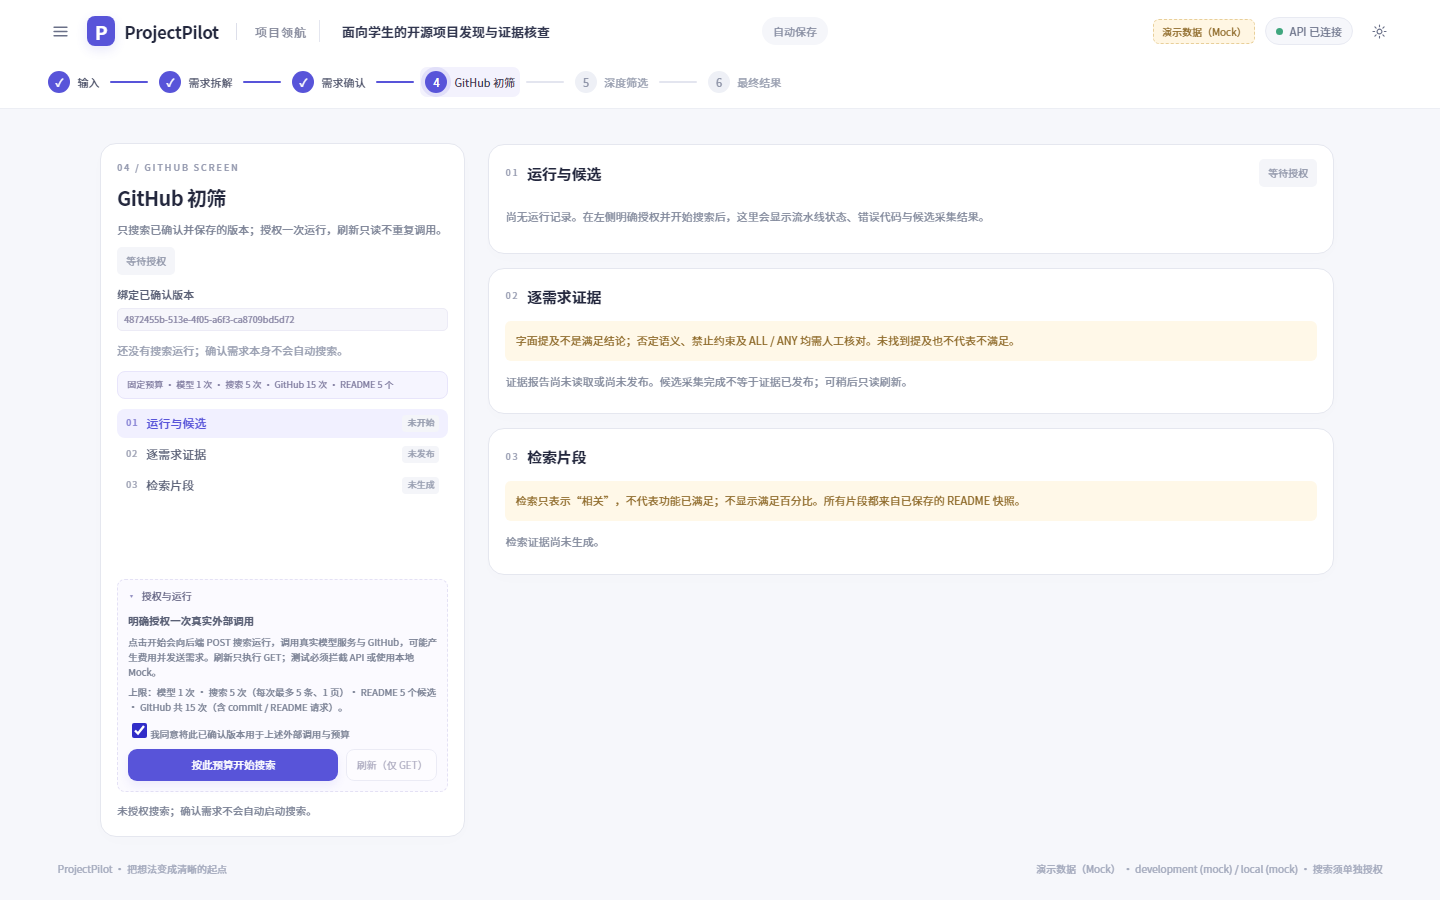 P ProjectPilot 项目领航 面向学生的开源项目发现与证据核查 自动保存 演示数据（Mock） API 已连接
输入 需求拆解 需求确认 4 GitHub 初筛 5 深度筛选 6 最终结果
04 / GITHUB SCREEN
GitHub 初筛
只搜索已确认并保存的版本；授权一次运行，刷新只读不重复调用。
等待授权
绑定已确认版本
4872455b-513e-4f05-a6f3-ca8709bd5d72
还没有搜索运行；确认需求本身不会自动搜索。
固定预算 · 模型 1 次 · 搜索 5 次 · GitHub 15 次 · README 5 个
01 运行与候选 未开始
02 逐需求证据 未发布
03 检索片段 未生成
授权与运行
明确授权一次真实外部调用
点击开始会向后端 POST 搜索运行，调用真实模型服务与 GitHub，可能产
生费用并发送需求。刷新只执行 GET；测试必须拦截 API 或使用本地
Mock。
上限：模型 1 次 · 搜索 5 次（每次最多 5 条、1 页） · README 5 个候选
· GitHub 共 15 次（含 commit / README 请求）。
我同意将此已确认版本用于上述外部调用与预算
按此预算开始搜索 刷新（仅 GET）
未授权搜索；确认需求不会自动启动搜索。
01 运行与候选 等待授权
尚无运行记录。在左侧明确授权并开始搜索后，这里会显示流水线状态、错误代码与候选采集结果。
02 逐需求证据
字面提及不是满足结论；否定语义、禁止约束及 ALL / ANY 均需人工核对。未找到提及也不代表不满足。
证据报告尚未读取或尚未发布。候选采集完成不等于证据已发布；可稍后只读刷新。
03 检索片段
检索只表示“相关”，不代表功能已满足；不显示满足百分比。所有片段都来自已保存的 README 快照。
检索证据尚未生成。
ProjectPilot · 把想法变成清晰的起点 演示数据（Mock） · development (mock) / local (mock) · 搜索须单独授权